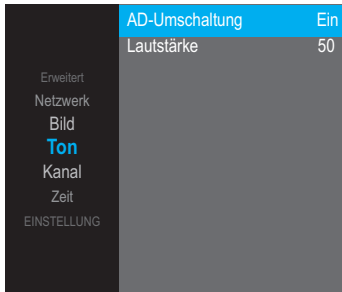 AD-Umschaltung Ein
Lautstärke 50
Erweitert
Netzwerk
Bild
Ton
Kanal
Zeit
EINSTELLUNG